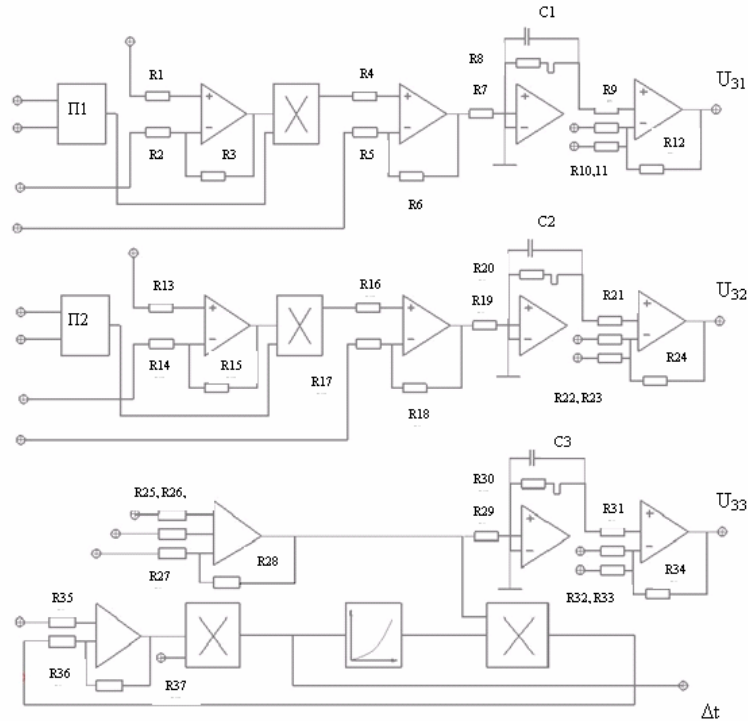 C1
R1
R4
R8
R7
R9
U31
П1
R2
R3
R5
R10,11
R12
R6
C2
R13
R16
R20
R19
R21
U32
П2
R14
R15
R17
R24
R18
R22, R23
C3
R25, R26,
R30
R29
R31
U33
R27
R28
R34
R32, R33
R35
R36
R37
Δt